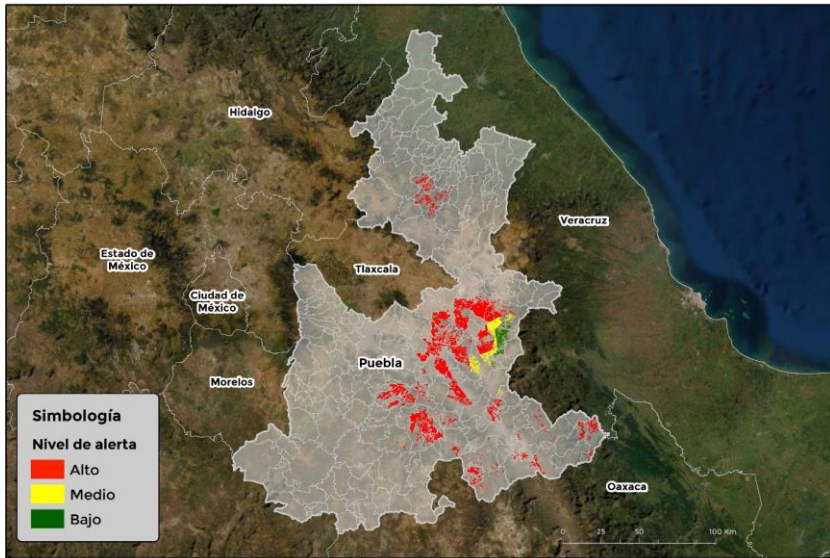 Hidalgo
Veracruz
Estado de
México
Tlaxcala
Ciudad de
México
Puebla
Morelos
Simbología
Nivel de alerta
Alto
Medio
Bajo
Oaxaca
0 25 50 100 Km